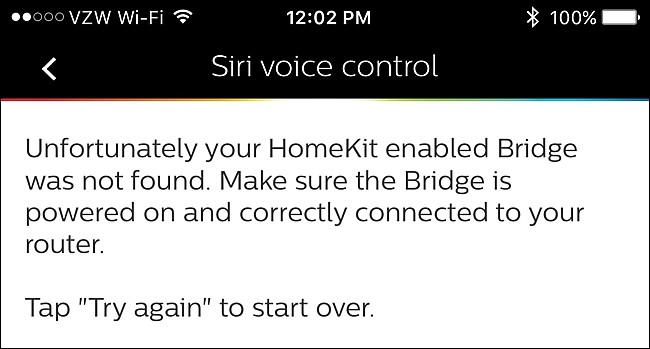 VZW Wi-Fi 12:02 PM 100%
Siri voice control
Unfortunately your HomeKit enabled Bridge
was not found. Make sure the Bridge is
powered on and correctly connected to your
router.
Tap "Try again" to start over.